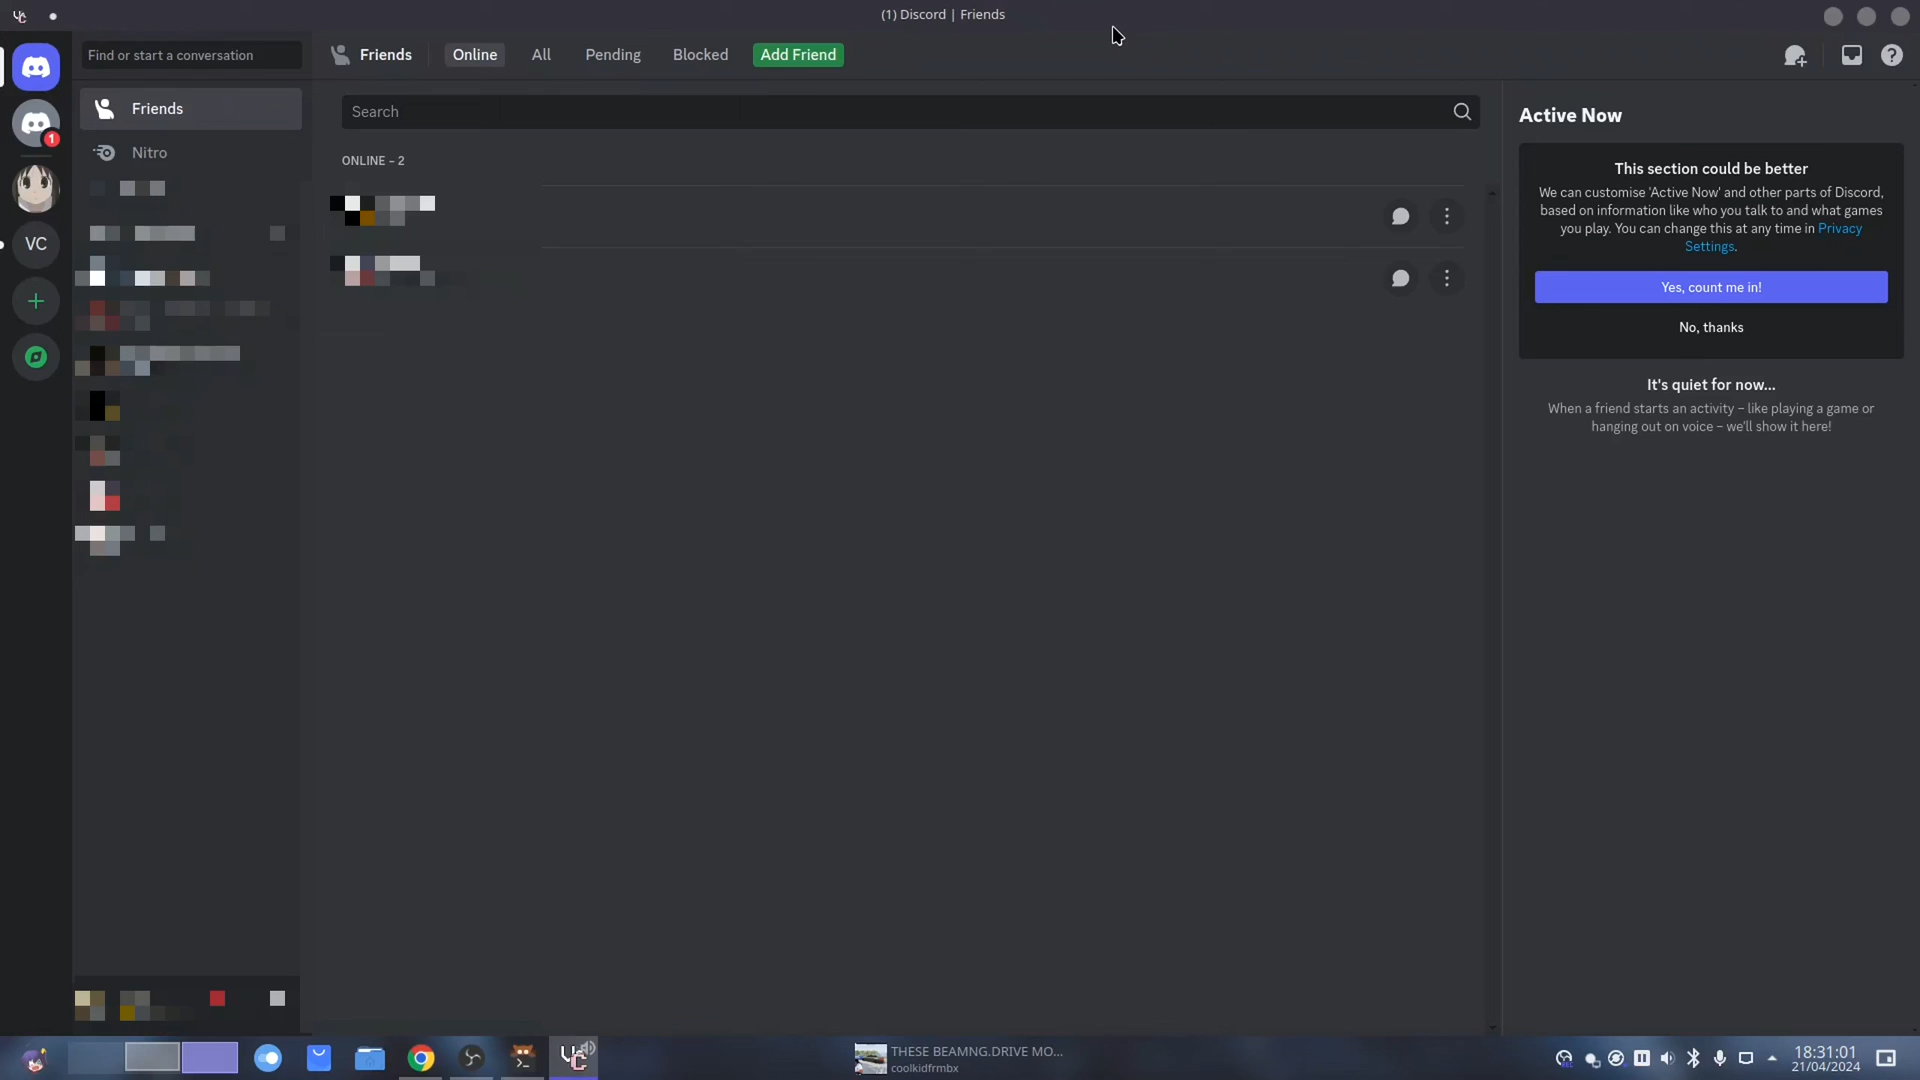 (1) Discord | Friends
Find or start a conversation
Friends
Online
All
Pending
Blocked
Add Friend
1
VC
Friends
Nitro
Search
ONLINE – 2
Active Now
This section could be better
We can customise 'Active Now' and other parts of Discord,
based on information like who you talk to and what games
you play. You can change this at any time in Privacy
Settings.
Yes, count me in!
No, thanks
It's quiet for now...
When a friend starts an activity – like playing a game or
hanging out on voice – we'll show it here!
THESE BEAMNG.DRIVE MO...
coolkidfrmbx
18:31:01
21/04/2024